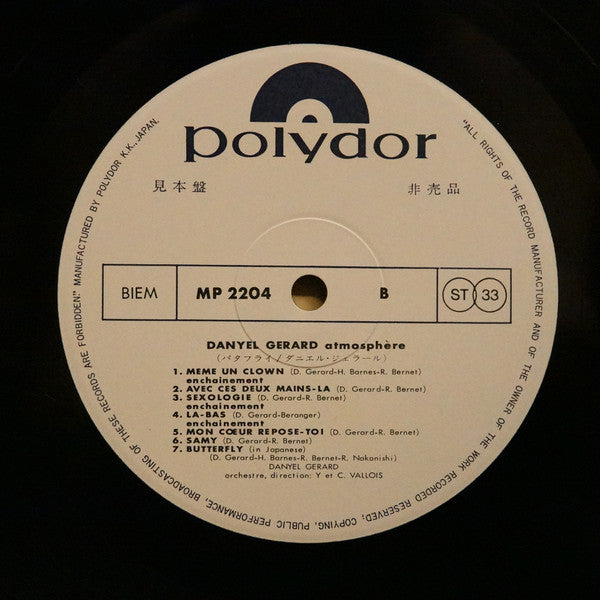 polydor
見本盤 非売品
BIEM MP 2204 B ST 33
DANYEL GERARD atmosphère
(バタフライ/ダニエル・ジェラール)
1. MEME UN CLOWN (D. Gerard-H. Barnes-R. Bernet)
enchainement
2. AVEC CES DEUX MAINS-LA (D. Gerard-R. Bernet)
3. SEXOLOGIE (D. Gerard-R. Bernet)
enchainement
4. LA-BAS (D. Gerard-Beranger)
enchainement
5. MON CŒUR REPOSE-TOI (D. Gerard-R. Bernet)
6. SAMY (D. Gerard-R. Bernet)
7. BUTTERFLY (in Japanese)
(D. Gerard-H. Barnes-R. Bernet-R. Nakanishi)
DANYEL GERARD
orchestre, direction: Y et C. VALLOIS
"ALL RIGHTS OF THE RECORD MANUFACTURER AND OF THE OWNER OF THE WORK RECORDED RESERVED; COPYING, PUBLIC PERFORMANCE, BROADCASTING OF THESE RECORDS ARE FORBIDDEN." MANUFACTURED BY POLYDOR K.K., JAPAN.